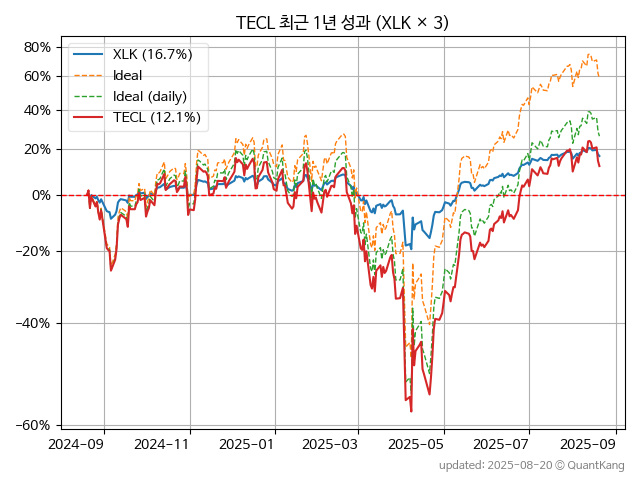 TECL 최근 1년 성과 (XLK × 3)
80%
60%
40%
20%
0%
−20%
−40%
−60%
XLK (16.7%)
Ideal
Ideal (daily)
TECL (12.1%)
2024-09
2024-11
2025-01
2025-03
2025-05
2025-07
2025-09
updated: 2025-08-20 © QuantKang